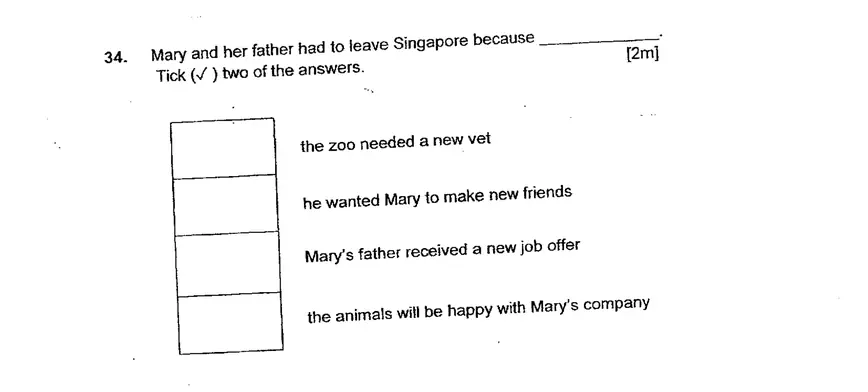 34. Mary and her father had to leave Singapore because ____________.
[2m]
Tick (✓) two of the answers.
the zoo needed a new vet
he wanted Mary to make new friends
Mary's father received a new job offer
the animals will be happy with Mary's company